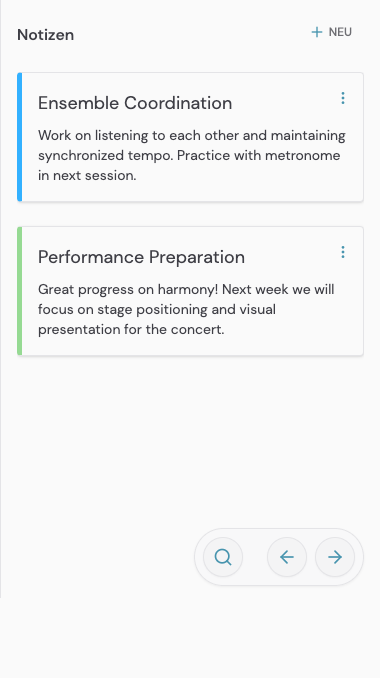 Notizen
NEU
Ensemble Coordination
Work on listening to each other and maintaining
synchronized tempo. Practice with metronome
in next session.
Performance Preparation
Great progress on harmony! Next week we will
focus on stage positioning and visual
presentation for the concert.